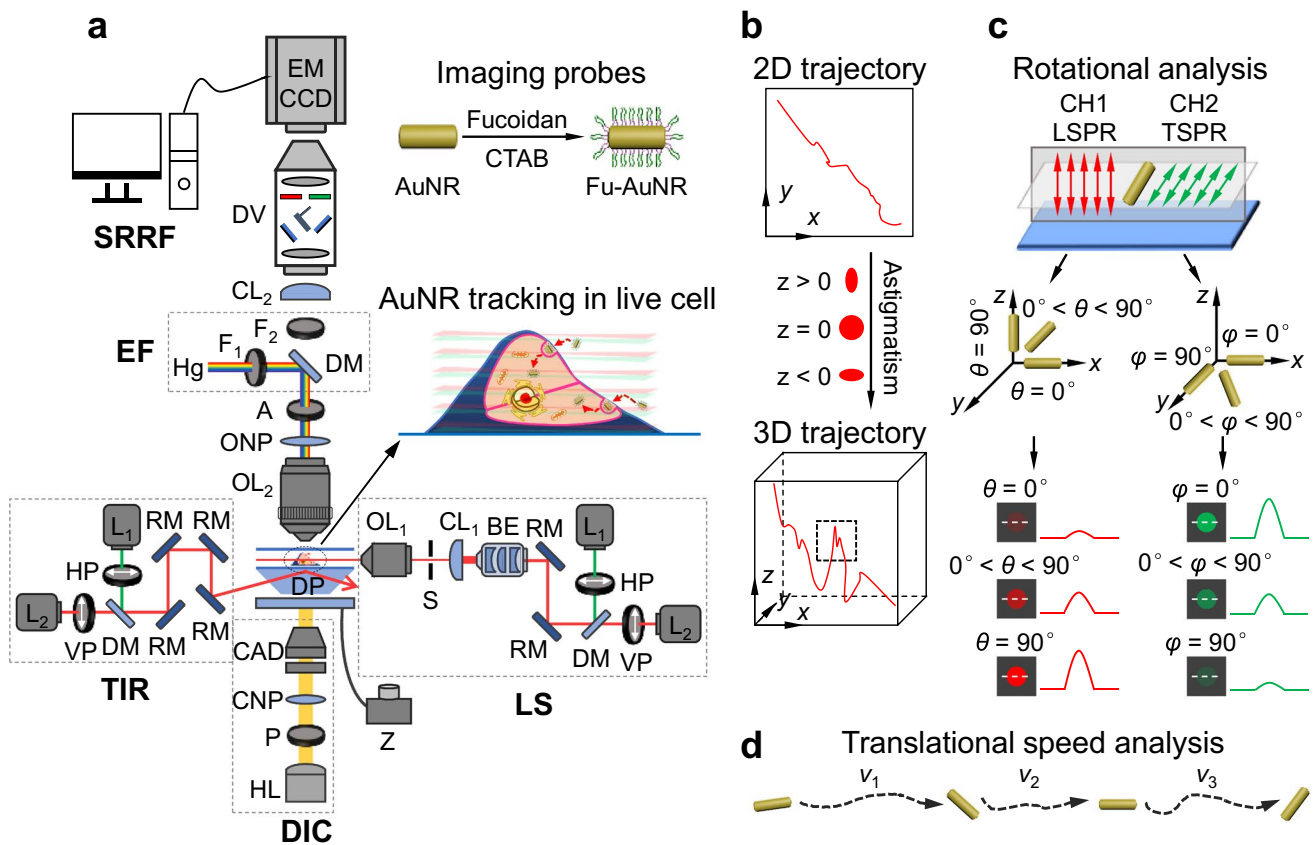 a
EM
CCD
SRRF
DV
CL2
Imaging probes
Fucoidan
CTAB
AuNR
Fu-AuNR
AuNR tracking in live cell
EF
F1
F2
Hg
DM
A
ONP
OL2
L1
RM
RM
HP
L2
VP
DM
RM
RM
TIR
DP
OL1
S
CL1
BE
RM
L1
HP
RM
DM
VP
L2
LS
CAD
CNP
P
HL
DIC
Z
b
2D trajectory
y
x
z > 0
z = 0
z < 0
Astigmatism
3D trajectory
z
y
x
c
Rotational analysis
CH1
LSPR
CH2
TSPR
z
0° < θ < 90°
θ = 90°
x
θ = 0°
y
z
φ = 0°
φ = 90°
x
y
0° < φ < 90°
θ = 0°
φ = 0°
0° < θ < 90°
0° < φ < 90°
θ = 90°
φ = 90°
d
Translational speed analysis
v1
v2
v3